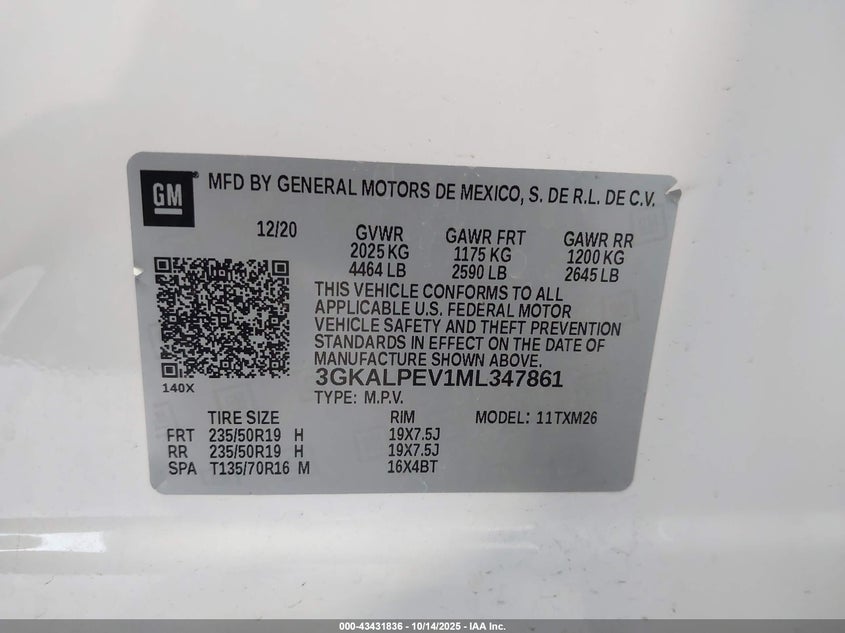 GM
MFD BY GENERAL MOTORS DE MEXICO, S. DE R.L. DE C.V.
12/20 GVWR GAWR FRT GAWR RR
2025 KG 1175 KG 1200 KG
4464 LB 2590 LB 2645 LB
THIS VEHICLE CONFORMS TO ALL
APPLICABLE U.S. FEDERAL MOTOR
VEHICLE SAFETY AND THEFT PREVENTION
STANDARDS IN EFFECT ON THE DATE OF
MANUFACTURE SHOWN ABOVE.
140X
3GKALPEV1ML347861
TYPE: M.P.V.
TIRE SIZE RIM MODEL: 11TXM26
FRT 235/50R19 H 19X7.5J
RR 235/50R19 H 19X7.5J
SPA T135/70R16 M 16X4BT
000-43431836 - 10/14/2025 - IAA Inc.